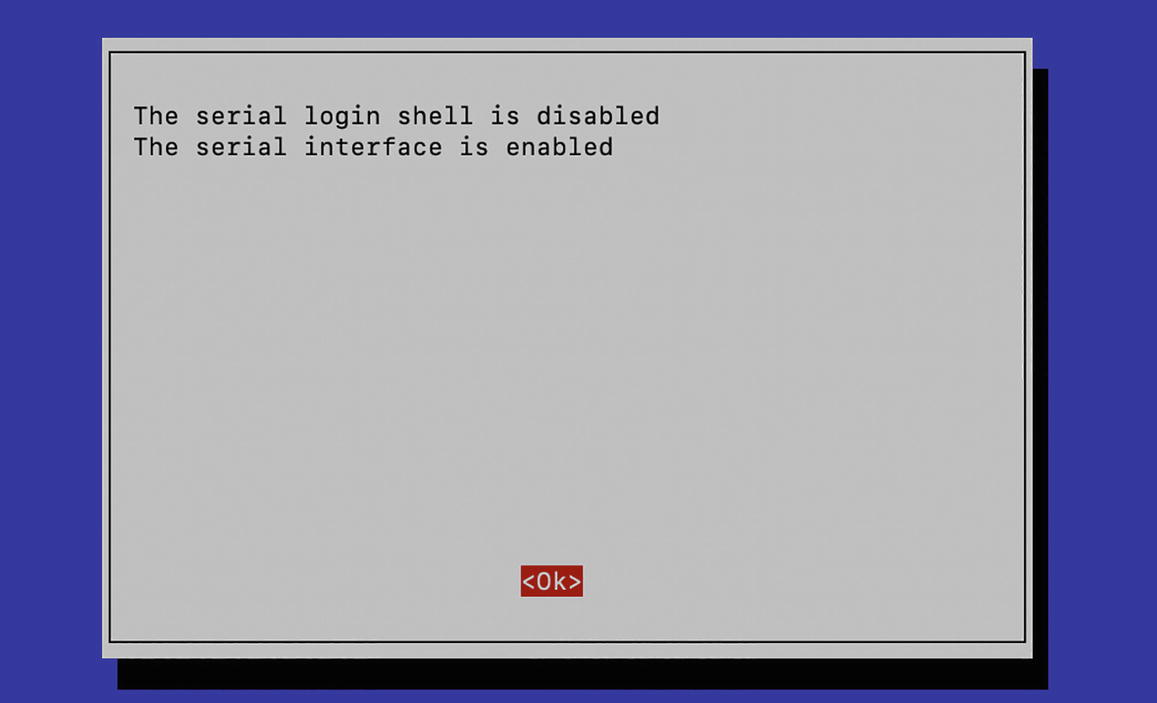 The serial login shell is disabled
The serial interface is enabled
<Ok>